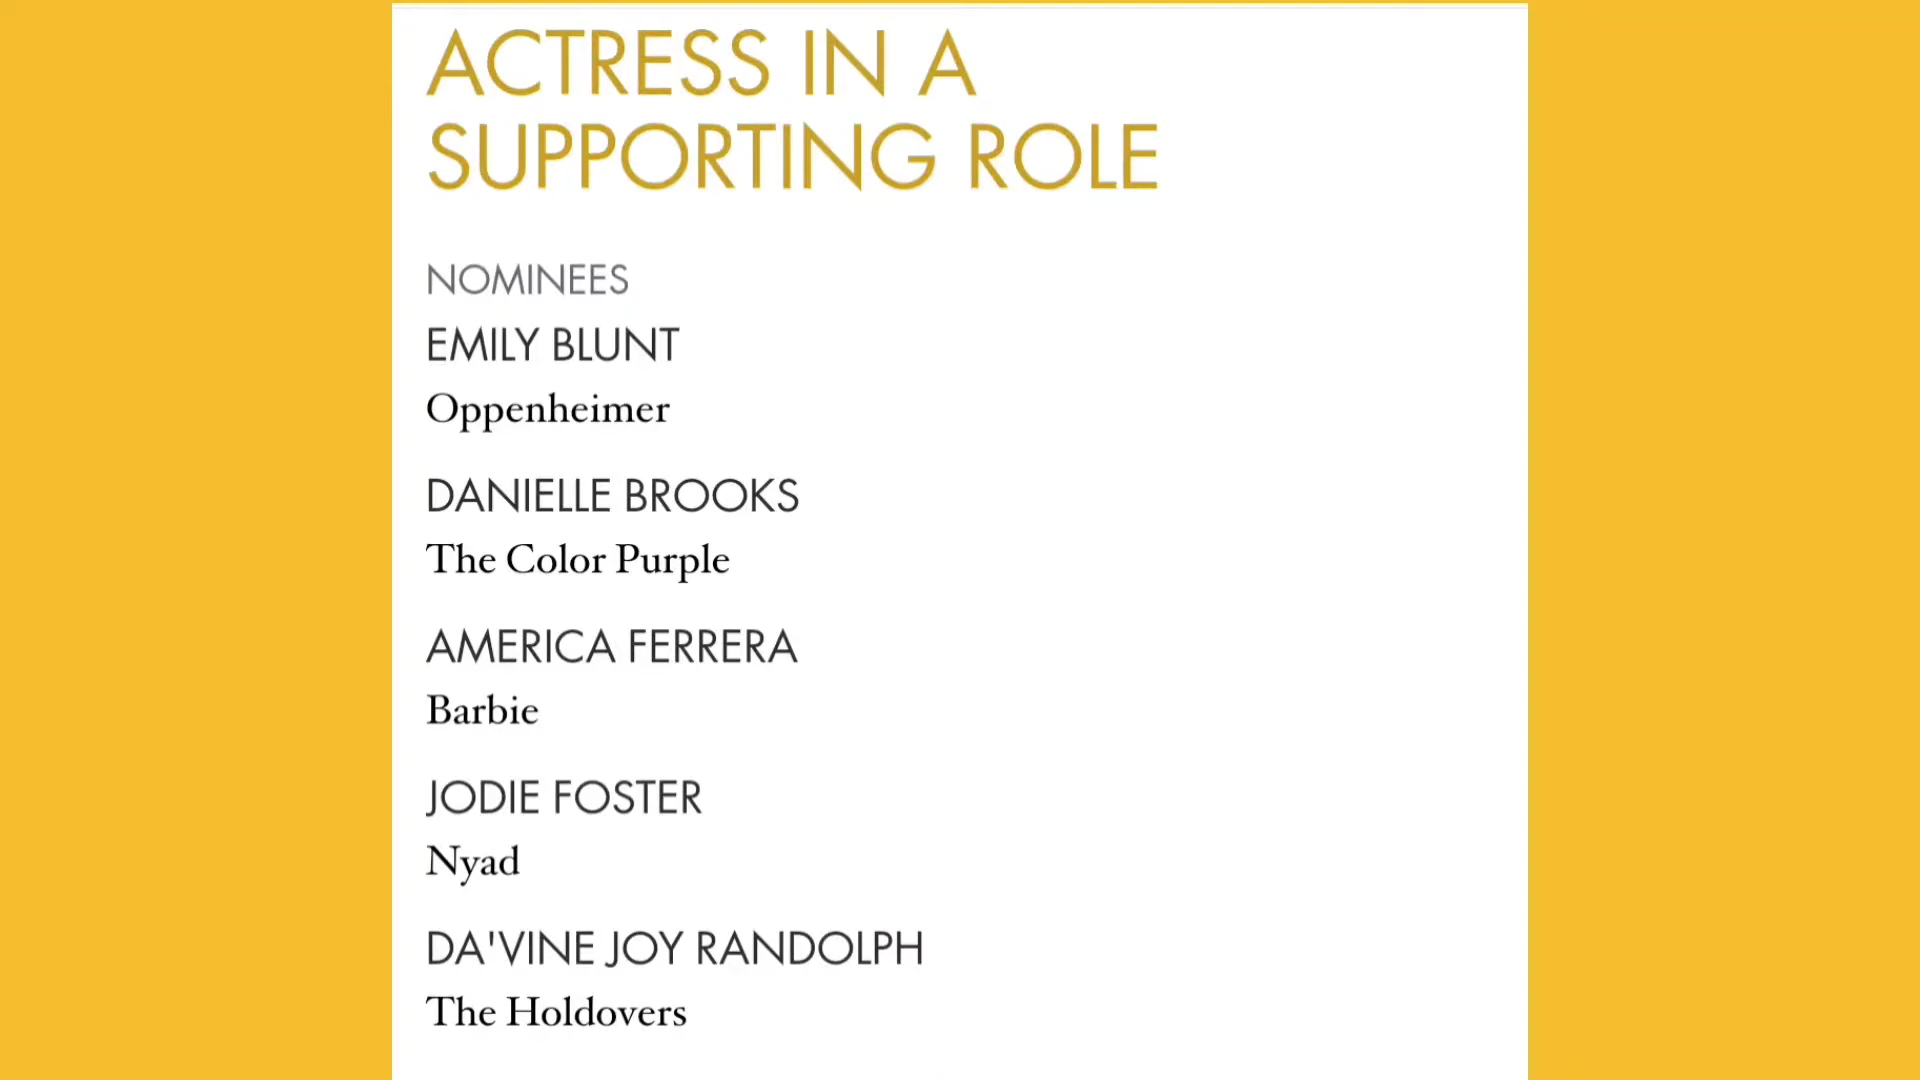 ACTRESS IN A
SUPPORTING ROLE
NOMINEES
EMILY BLUNT
Oppenheimer
DANIELLE BROOKS
The Color Purple
AMERICA FERRERA
Barbie
JODIE FOSTER
Nyad
DA'VINE JOY RANDOLPH
The Holdovers